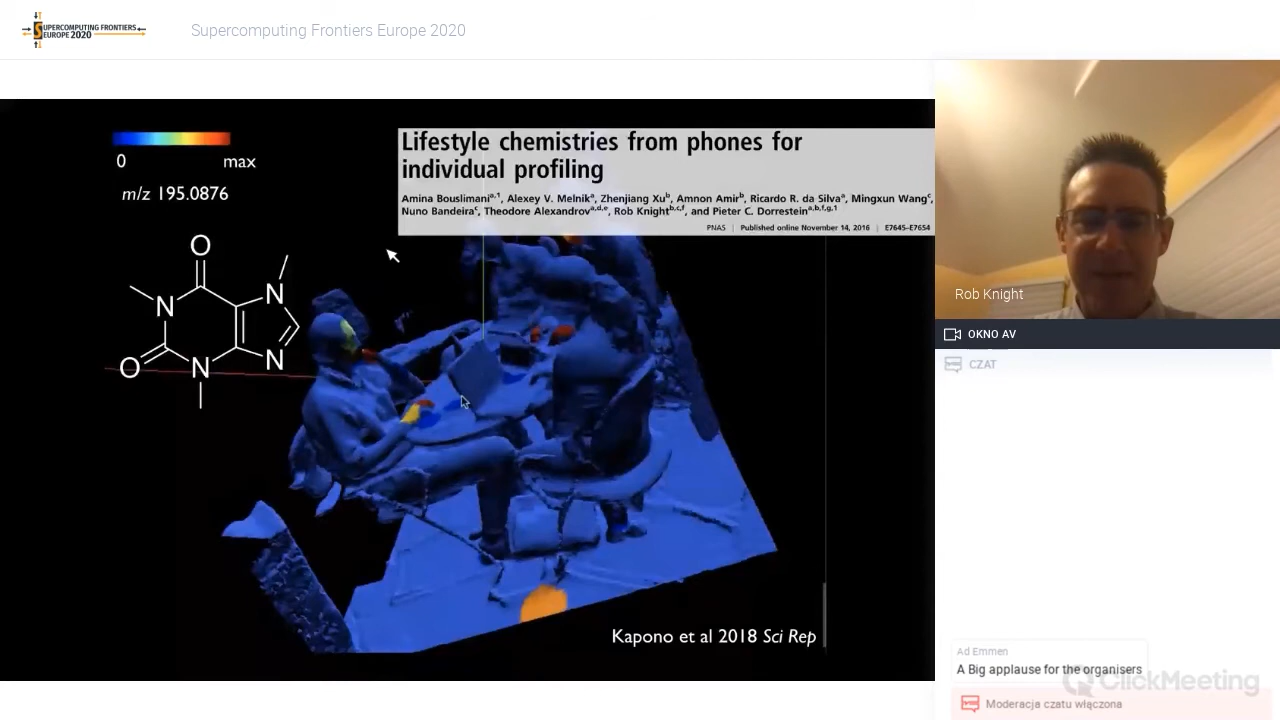 SUPERCOMPUTING FRONTIERS
EUROPE 2020
Supercomputing Frontiers Europe 2020
0 max
m/z 195.0876
Lifestyle chemistries from phones for
individual profiling
Amina Bouslimani^a,1, Alexey V. Melnik^a, Zhenjiang Xu^b, Amnon Amir^b, Ricardo R. da Silva^a, Mingxun Wang^c,
Nuno Bandeira^c, Theodore Alexandrov^a,d,e, Rob Knight^b,c,f, and Pieter C. Dorrestein^a,b,f,g,1
PNAS | Published online November 14, 2016 | E7645–E7654
O
N
N
O
N
N
Kapono et al 2018 Sci Rep
Rob Knight
OKNO AV
CZAT
Ad Emmen
A Big applause for the organisers
ClickMeeting
Moderacja czatu włączona